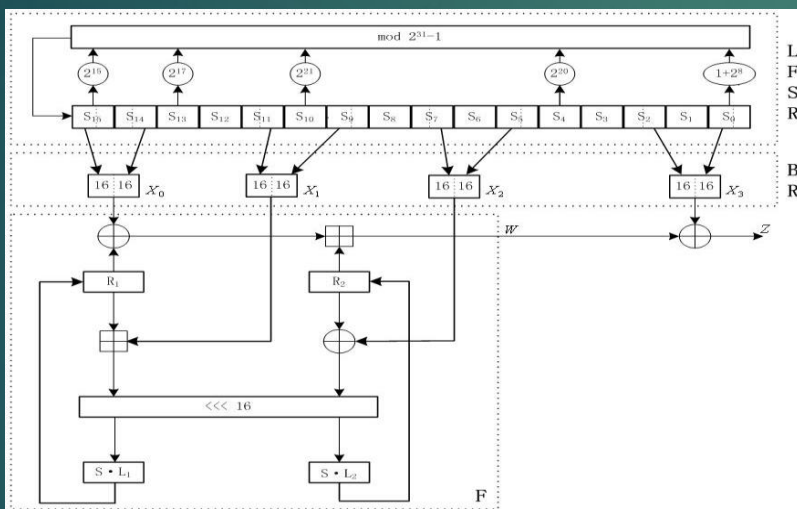 mod 2³¹-1
L
F
S
R
2¹⁵ 2¹⁷ 2²¹ 2²⁰ 1+2⁸
S₁₅ S₁₄ S₁₃ S₁₂ S₁₁ S₁₀ S₉ S₈ S₇ S₆ S₅ S₄ S₃ S₂ S₁ S₀
B
R
16 16 X₀ 16 16 X₁ 16 16 X₂ 16 16 X₃
W Z
R₁ R₂
<<< 16
S • L₁ S • L₂
F